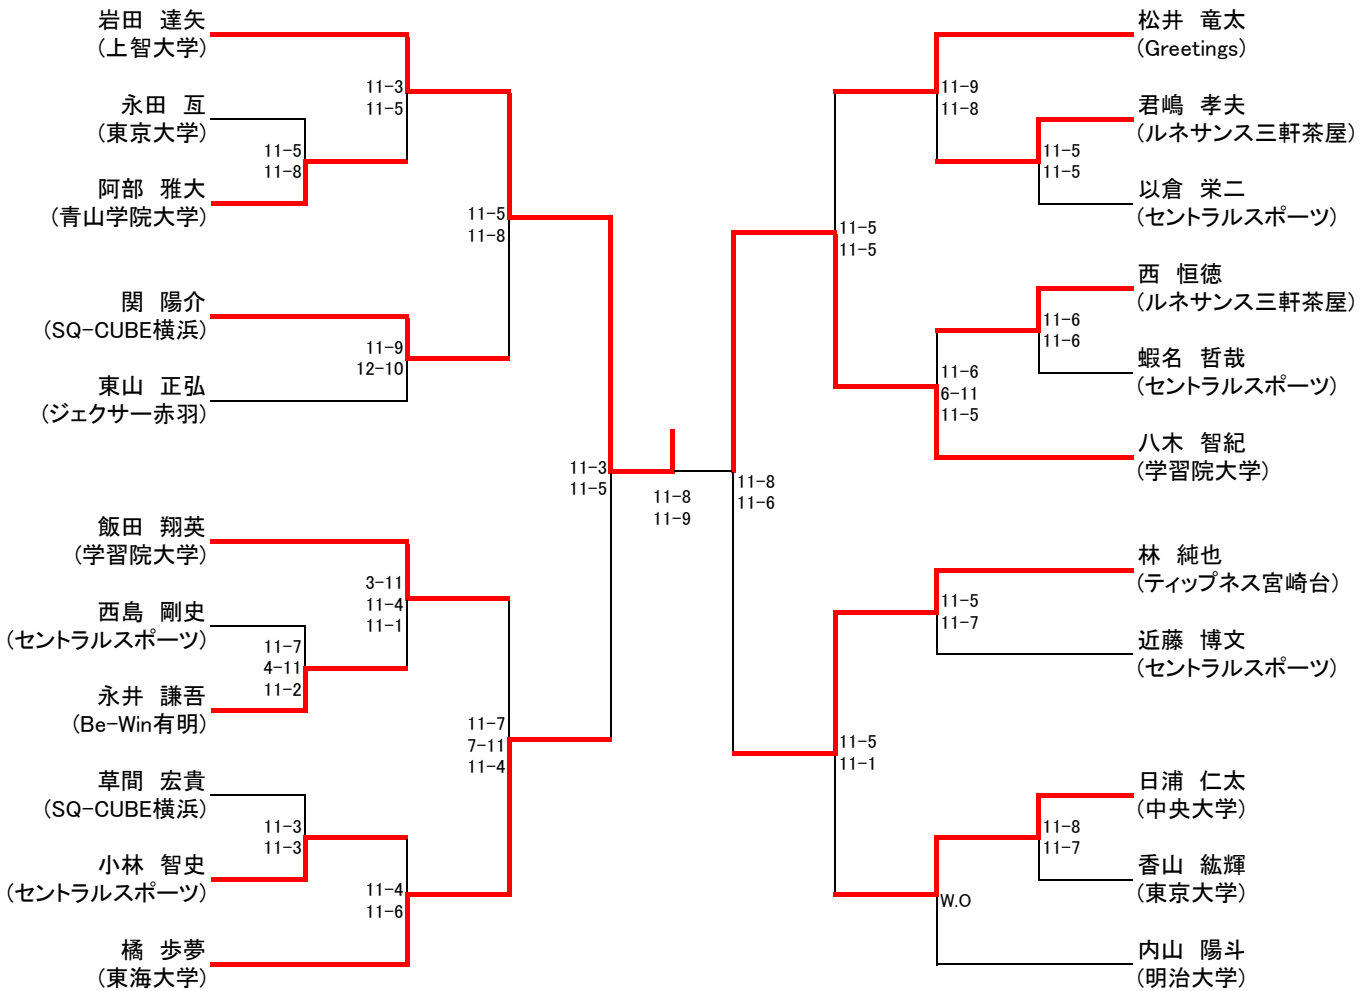 岩田 達矢
(上智大学)
11-3
11-5
永田 亙
(東京大学)
11-5
11-8
阿部 雅大
(青山学院大学)
11-5
11-8
関 陽介
(SQ-CUBE横浜)
11-9
12-10
東山 正弘
(ジェクサー赤羽)
11-3
11-5
飯田 翔英
(学習院大学)
3-11
11-4
11-1
西島 剛史
(セントラルスポーツ)
11-7
4-11
11-2
永井 謙吾
(Be-Win有明)
11-7
7-11
11-4
草間 宏貴
(SQ-CUBE横浜)
11-3
11-3
小林 智史
(セントラルスポーツ)
11-4
11-6
橘 歩夢
(東海大学)
11-8
11-9
松井 竜太
(Greetings)
11-9
11-8
君嶋 孝夫
(ルネサンス三軒茶屋)
11-5
11-5
以倉 栄二
(セントラルスポーツ)
11-5
11-5
西 恒徳
(ルネサンス三軒茶屋)
11-6
11-6
蝦名 哲哉
(セントラルスポーツ)
11-6
6-11
11-5
八木 智紀
(学習院大学)
11-8
11-6
林 純也
(ティップネス宮崎台)
11-5
11-7
近藤 博文
(セントラルスポーツ)
11-5
11-1
日浦 仁太
(中央大学)
11-8
11-7
香山 紘輝
(東京大学)
W.O
内山 陽斗
(明治大学)